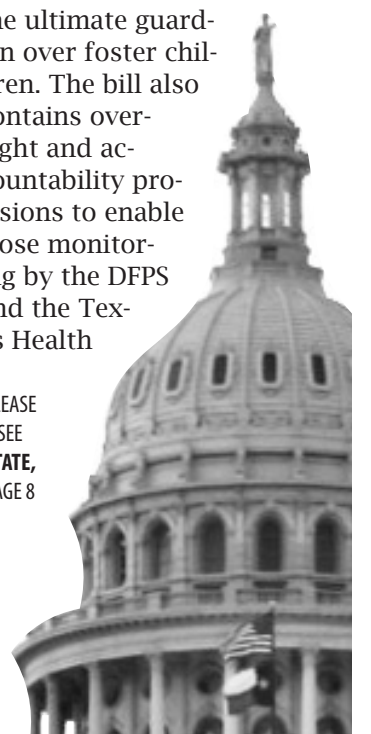 he ultimate guard-
n over foster chil-
ren. The bill also
ontains over-
ght and ac-
ountability pro-
sions to enable
ose monitor-
g by the DFPS
nd the Tex-
s Health
EASE
SEE
TATE,
AGE 8